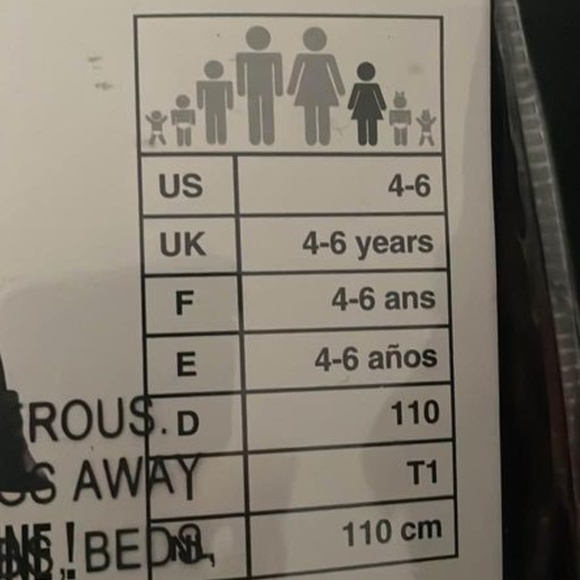 US 4-6
UK 4-6 years
F 4-6 ans
E 4-6 años
ROUS. D 110
AWAY T1
BEDS, NL 110 cm